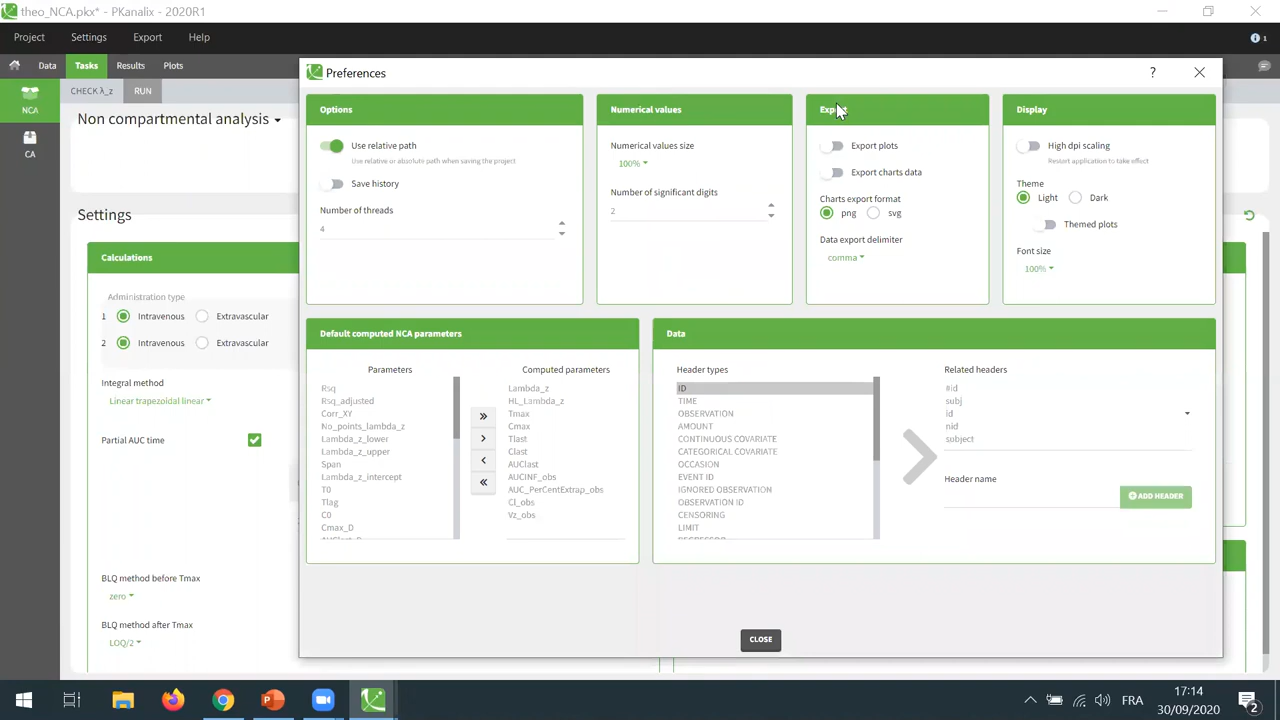 theo_NCA.pkx* - PKanalix - 2020R1
Project Settings Export Help
1
Data Tasks Results Plots
NCA
CA
CHECK λ_z RUN
Non compartmental analysis
Settings
Calculations
Administration type
1 Intravenous Extravascular
2 Intravenous Extravascular
Integral method
Linear trapezoidal linear
Partial AUC time
BLQ method before Tmax
zero
BLQ method after Tmax
LOQ/2
Preferences
?
Options
Use relative path
Use relative or absolute path when saving the project
Save history
Number of threads
4
Numerical values
Numerical values size
100%
Number of significant digits
2
Export
Export plots
Export charts data
Charts export format
png svg
Data export delimiter
comma
Display
High dpi scaling
Restart application to take effect
Theme
Light Dark
Themed plots
Font size
100%
Default computed NCA parameters
Parameters
Rsq
Rsq_adjusted
Corr_XY
No_points_lambda_z
Lambda_z_lower
Lambda_z_upper
Span
Lambda_z_intercept
T0
Tlag
C0
Cmax_D
AUClast_D
Computed parameters
Lambda_z
HL_Lambda_z
Tmax
Cmax
Tlast
Clast
AUClast
AUCINF_obs
AUC_PerCentExtrap_obs
Cl_obs
Vz_obs
Data
Header types
ID
TIME
OBSERVATION
AMOUNT
CONTINUOUS COVARIATE
CATEGORICAL COVARIATE
OCCASION
EVENT ID
IGNORED OBSERVATION
OBSERVATION ID
CENSORING
LIMIT
REGRESSOR
Related headers
#id
subj
id
nid
subject
Header name
ADD HEADER
CLOSE
FRA
17:14
30/09/2020
2